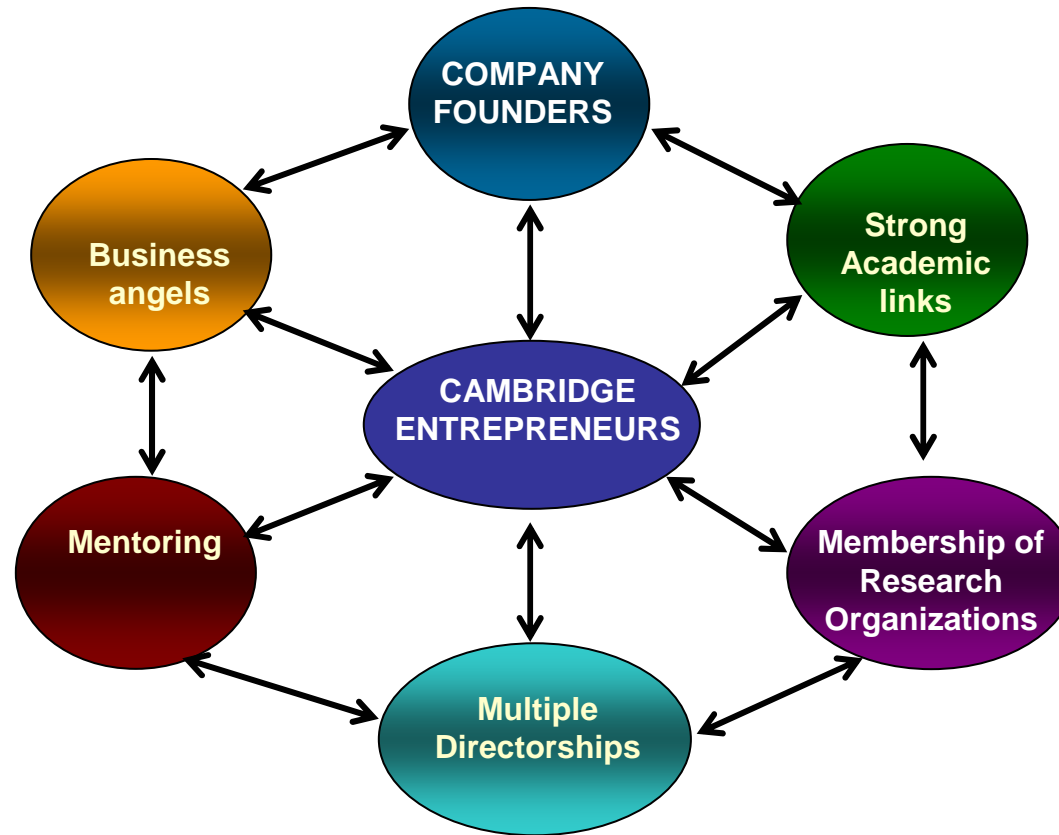 COMPANY
FOUNDERS
Business
angels
Strong
Academic
links
CAMBRIDGE
ENTREPRENEURS
Mentoring
Membership of
Research
Organizations
Multiple
Directorships